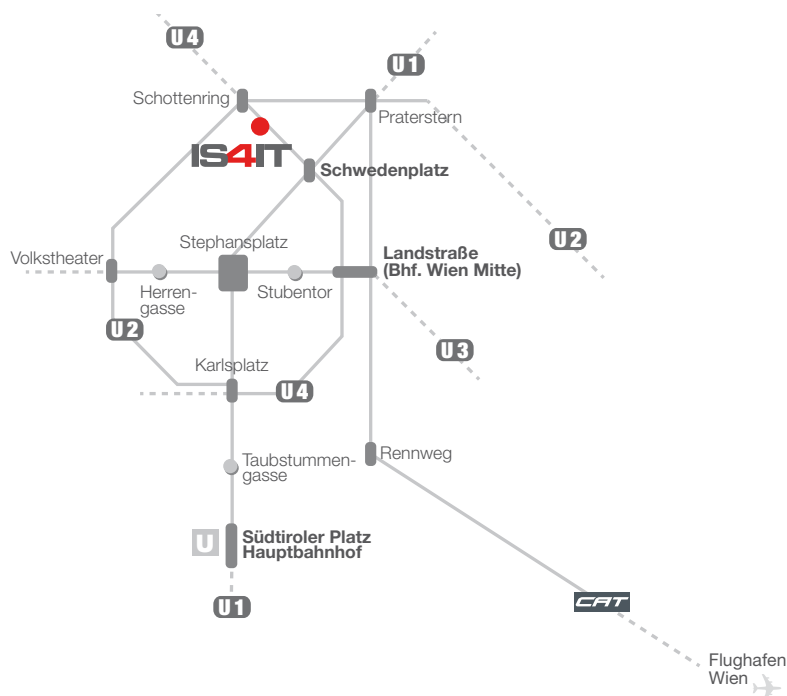 U4
U1
Schottenring
Praterstern
IS4IT
Schwedenplatz
Stephansplatz
U2
Volkstheater
Landstraße
(Bhf. Wien Mitte)
Herren-
gasse
Stubentor
U2
U3
Karlsplatz
U4
Taubstummen-
gasse
Rennweg
U
Südtiroler Platz
Hauptbahnhof
U1
CAT
Flughafen
Wien